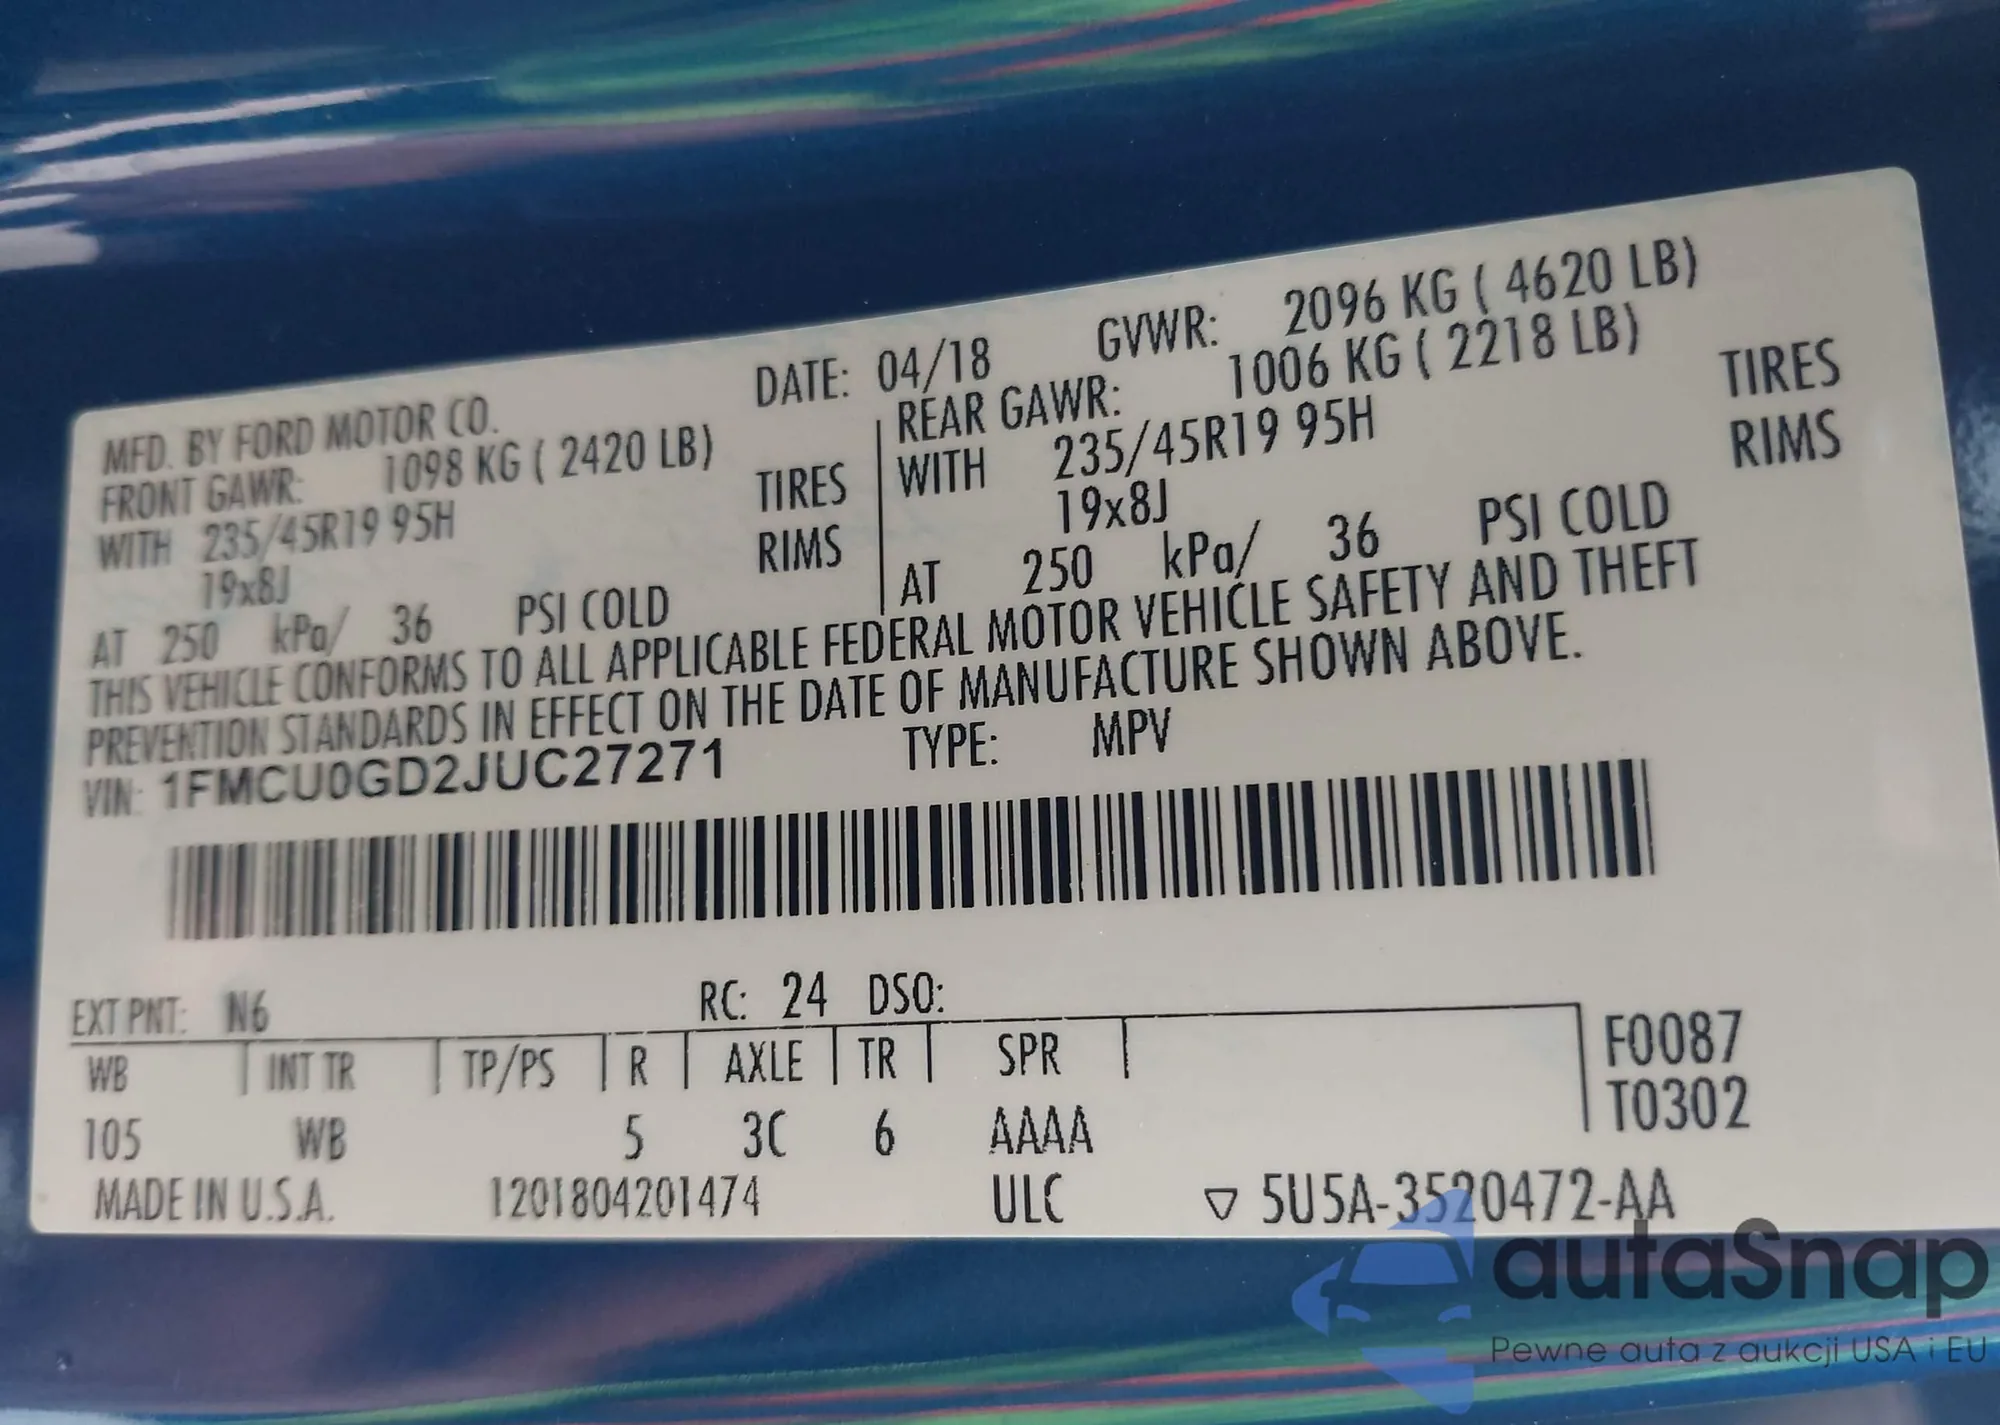 MFD. BY FORD MOTOR CO. DATE: 04/18 GVWR: 2096 KG ( 4620 LB)
FRONT GAWR: 1098 KG ( 2420 LB)
WITH 235/45R19 95H TIRES
19x8J RIMS
AT 250 kPa/ 36 PSI COLD
REAR GAWR: 1006 KG ( 2218 LB)
WITH 235/45R19 95H TIRES
19x8J RIMS
AT 250 kPa/ 36 PSI COLD
THIS VEHICLE CONFORMS TO ALL APPLICABLE FEDERAL MOTOR VEHICLE SAFETY AND THEFT
PREVENTION STANDARDS IN EFFECT ON THE DATE OF MANUFACTURE SHOWN ABOVE.
VIN: 1FMCU0GD2JUC27271 TYPE: MPV
EXT PNT: N6 RC: 24 DSO:
WB INT TR TP/PS R AXLE TR SPR F0087
T0302
105 WB 5 3C 6 AAAA
MADE IN U.S.A. 1201804201474 ULC ▽ 5U5A-3520472-AA
autaSnap
Pewne auta z aukcji USA i EU